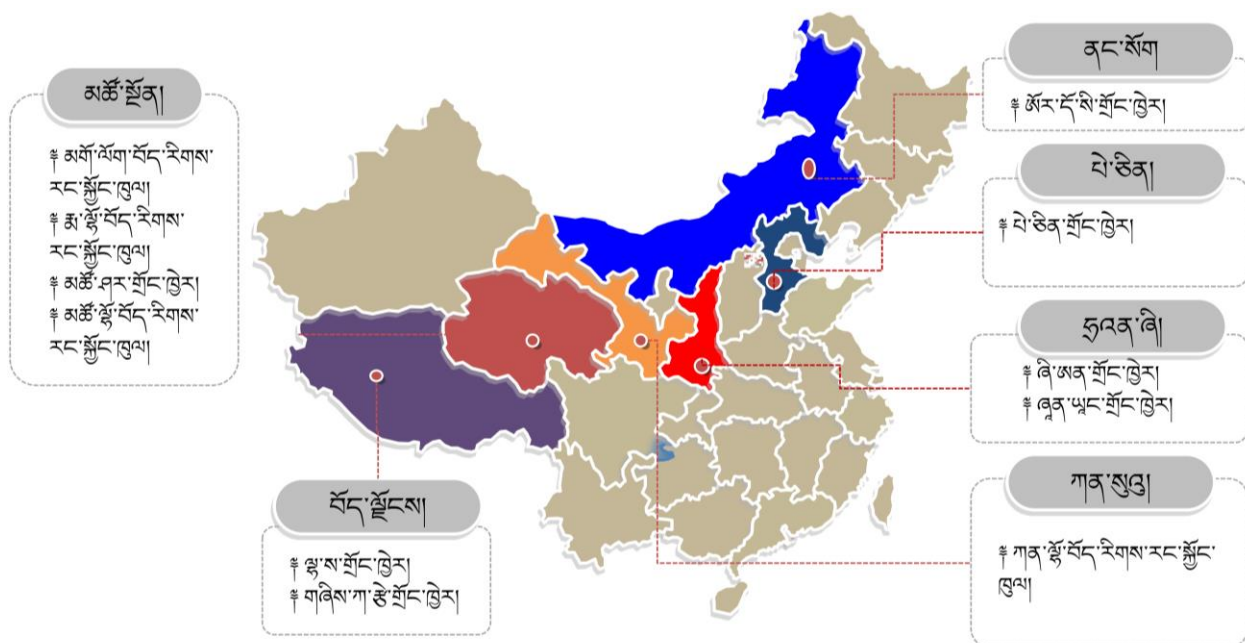 མཚོ་སྔོན།
༈ མགོ་ལོག་བོད་རིགས་
རང་སྐྱོང་ཁུལ།
༈ རྨ་ལྷོ་བོད་རིགས་
རང་སྐྱོང་ཁུལ།
༈ མཚོ་ཤར་གྲོང་ཁྱེར།
༈ མཚོ་ལྷོ་བོད་རིགས་
རང་སྐྱོང་ཁུལ།
བོད་ལྗོངས།
༈ ལྷ་ས་གྲོང་ཁྱེར།
༈ གཞིས་ཀ་རྩེ་གྲོང་ཁྱེར།
ནང་སོག
༈ ཨོར་དོ་སི་གྲོང་ཁྱེར།
པེ་ཅིན།
༈ པེ་ཅིན་གྲོང་ཁྱེར།
ཧྲའན་ཞི།
༈ ཞི་ཨན་གྲོང་ཁྱེར།
༈ ཞན་ཡང་གྲོང་ཁྱེར།
ཀན་སུའུ།
༈ ཀན་ལྷོ་བོད་རིགས་རང་སྐྱོང་
ཁུལ།